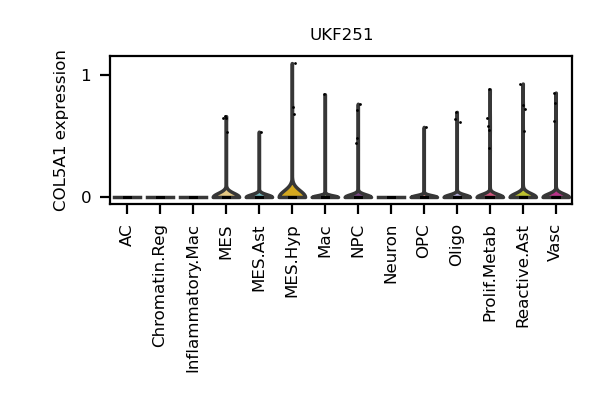 UKF251
COL5A1 expression
1
0
AC
Chromatin.Reg
Inflammatory.Mac
MES
MES.Ast
MES.Hyp
Mac
NPC
Neuron
OPC
Oligo
Prolif.Metab
Reactive.Ast
Vasc